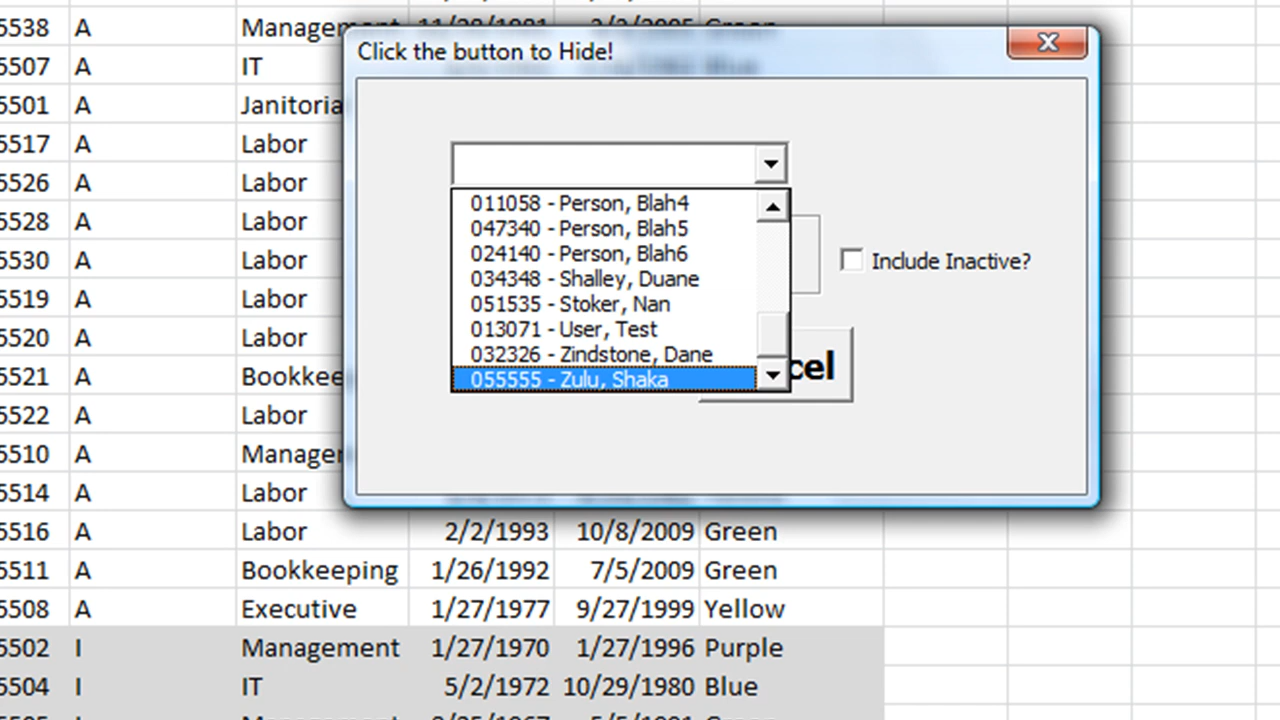 5538 A Management 11/28/1981 2/2/2005 Green
Click the button to Hide!
5507 A IT Blue
5501 A Janitoria
5517 A Labor
5526 A Labor
5528 A Labor
5530 A Labor
5519 A Labor
5520 A Labor
5521 A Bookkee
5522 A Labor
5510 A Manager
5514 A Labor
011058 - Person, Blah4
047340 - Person, Blah5
024140 - Person, Blah6
034348 - Shalley, Duane
051535 - Stoker, Nan
013071 - User, Test
032326 - Zindstone, Dane
055555 - Zulu, Shaka
Include Inactive?
cel
5516 A Labor 2/2/1993 10/8/2009 Green
5511 A Bookkeeping 1/26/1992 7/5/2009 Green
5508 A Executive 1/27/1977 9/27/1999 Yellow
5502 I Management 1/27/1970 1/27/1996 Purple
5504 I IT 5/2/1972 10/29/1980 Blue